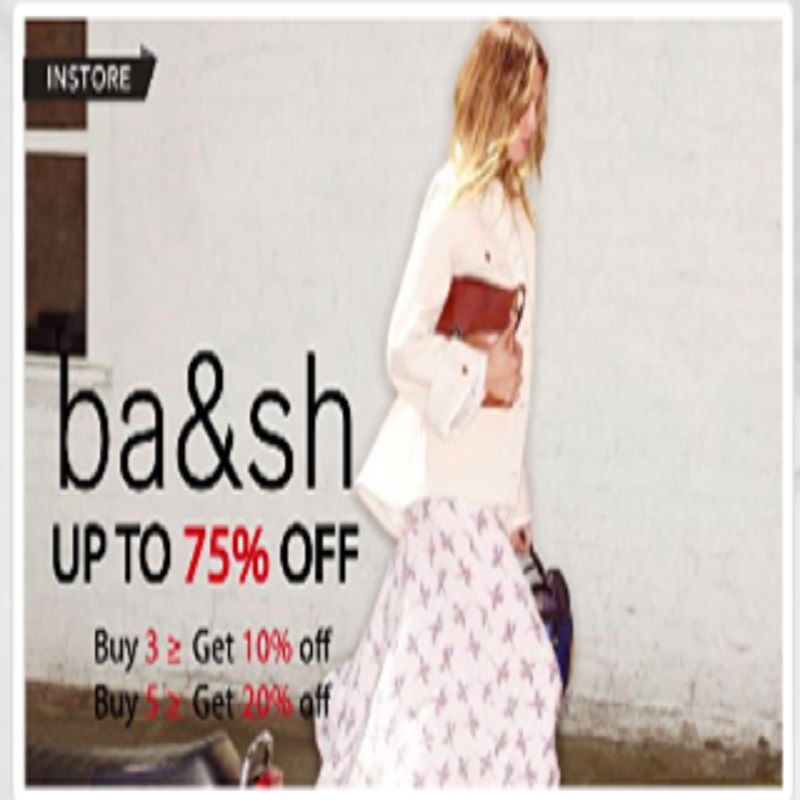 INSTORE
ba&sh
UP TO 75% OFF
Buy 3 ≥ Get 10% off
Buy 5 ≥ Get 20% off